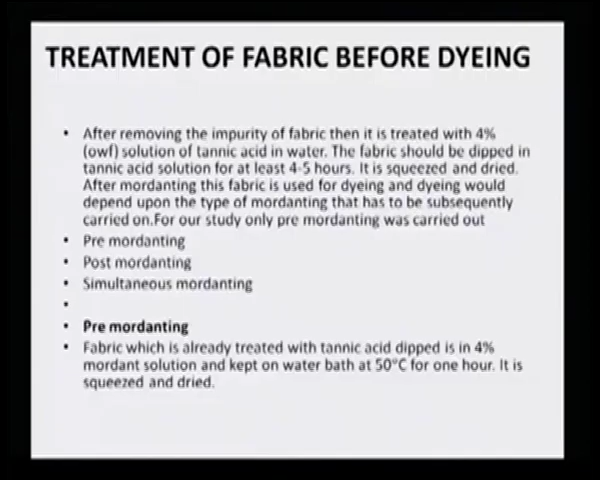 TREATMENT OF FABRIC BEFORE DYEING
• After removing the impurity of fabric then it is treated with 4%
(owf) solution of tannic acid in water. The fabric should be dipped in
tannic acid solution for at least 4-5 hours. It is squeezed and dried.
After mordanting this fabric is used for dyeing and dyeing would
depend upon the type of mordanting that has to be subsequently
carried on.For our study only pre mordanting was carried out
• Pre mordanting
• Post mordanting
• Simultaneous mordanting
•
• Pre mordanting
• Fabric which is already treated with tannic acid dipped is in 4%
mordant solution and kept on water bath at 50°C for one hour. It is
squeezed and dried.